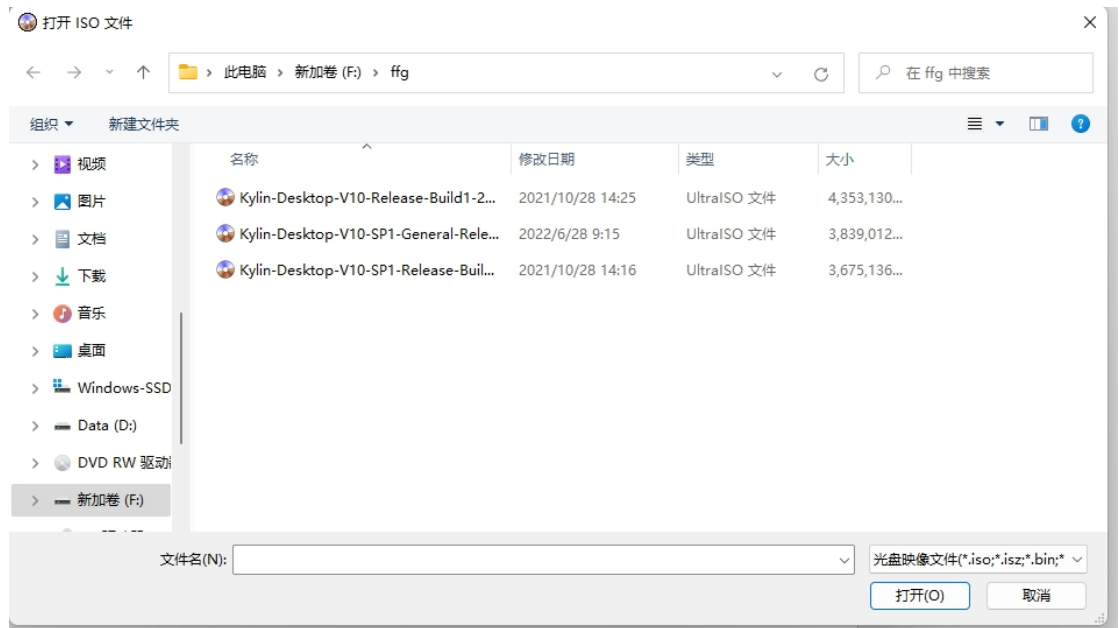 打开 ISO 文件
此电脑 › 新加卷 (F:) › ffg
在 ffg 中搜索
组织 新建文件夹
名称 修改日期 类型 大小
视频
图片
文档
下载
音乐
桌面
Windows-SSD
Data (D:)
DVD RW 驱动
新加卷 (F:)
Kylin-Desktop-V10-Release-Build1-2... 2021/10/28 14:25 UltraISO 文件 4,353,130...
Kylin-Desktop-V10-SP1-General-Rele... 2022/6/28 9:15 UltraISO 文件 3,839,012...
Kylin-Desktop-V10-SP1-Release-Buil... 2021/10/28 14:16 UltraISO 文件 3,675,136...
文件名(N):
光盘映像文件(*.iso;*.isz;*.bin;*
打开(O) 取消